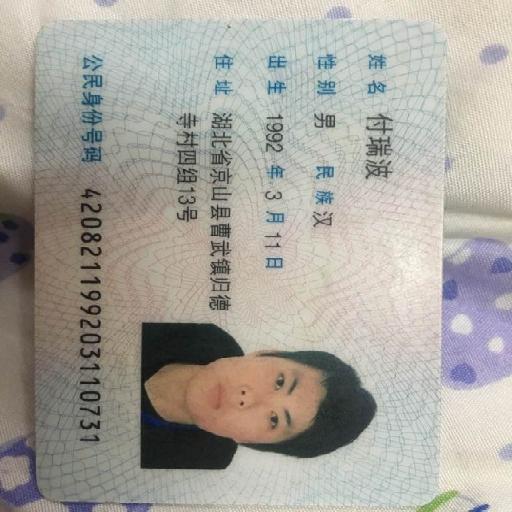 姓名 付瑞波
性别 男 民族 汉
出生 1992 年 3 月 11 日
住址 湖北省京山县曹武镇归德
寺村四组13号
公民身份号码 420821199203110731